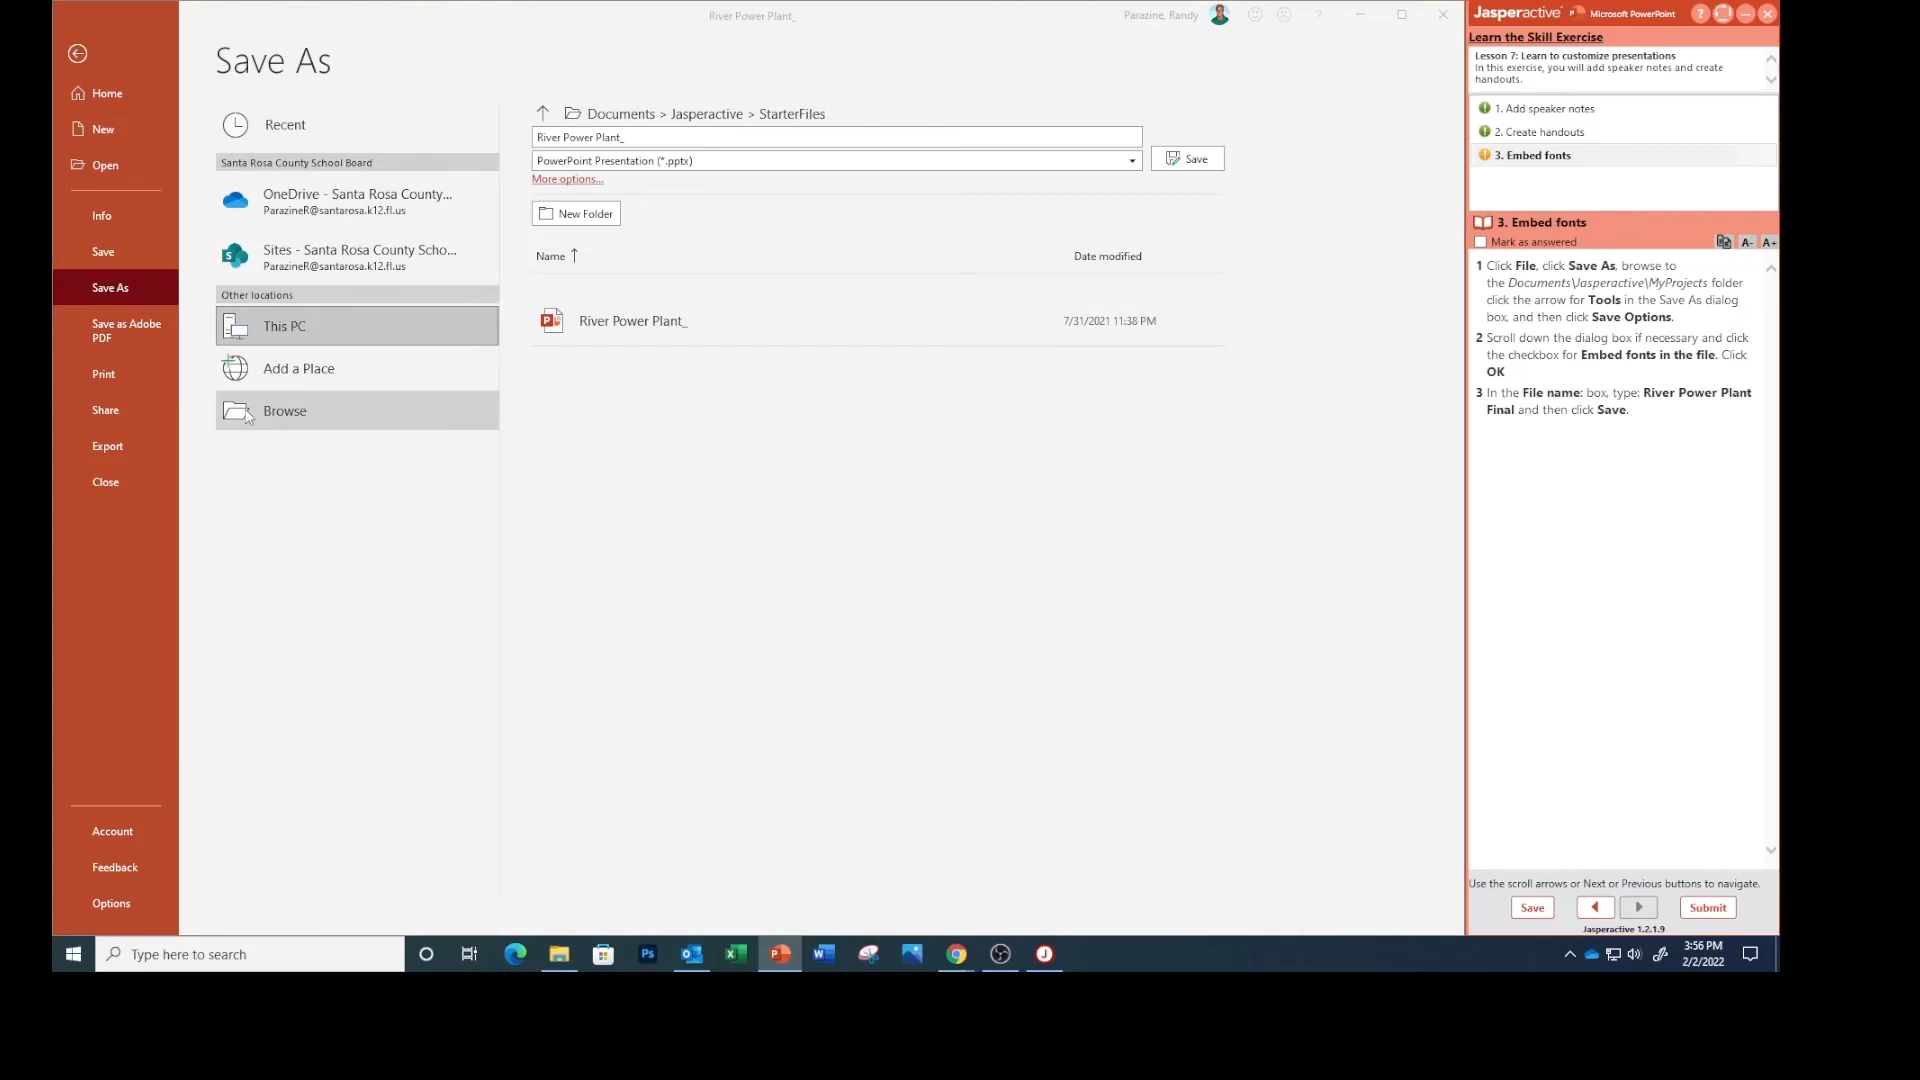 River Power Plant_
Parazine, Randy
?
Home
New
Open
Info
Save
Save As
Save as Adobe
PDF
Print
Share
Export
Close
Account
Feedback
Options
Save As
Recent
Santa Rosa County School Board
OneDrive - Santa Rosa County...
ParazineR@santarosa.k12.fl.us
Sites - Santa Rosa County Scho...
ParazineR@santarosa.k12.fl.us
Other locations
This PC
Add a Place
Browse
Documents > Jasperactive > StarterFiles
River Power Plant_
PowerPoint Presentation (*.pptx)
Save
More options...
New Folder
Name
Date modified
River Power Plant_
7/31/2021 11:38 PM
Jasperactive
Microsoft PowerPoint
Learn the Skill Exercise
Lesson 7: Learn to customize presentations
In this exercise, you will add speaker notes and create
handouts.
1. Add speaker notes
2. Create handouts
3. Embed fonts
3. Embed fonts
Mark as answered
A- A+
1 Click File, click Save As, browse to
the Documents\Jasperactive\MyProjects folder
click the arrow for Tools in the Save As dialog
box, and then click Save Options.
2 Scroll down the dialog box if necessary and click
the checkbox for Embed fonts in the file. Click
OK
3 In the File name: box, type: River Power Plant
Final and then click Save.
Use the scroll arrows or Next or Previous buttons to navigate.
Save
Submit
Jasperactive 1.2.1.9
Type here to search
3:56 PM
2/2/2022